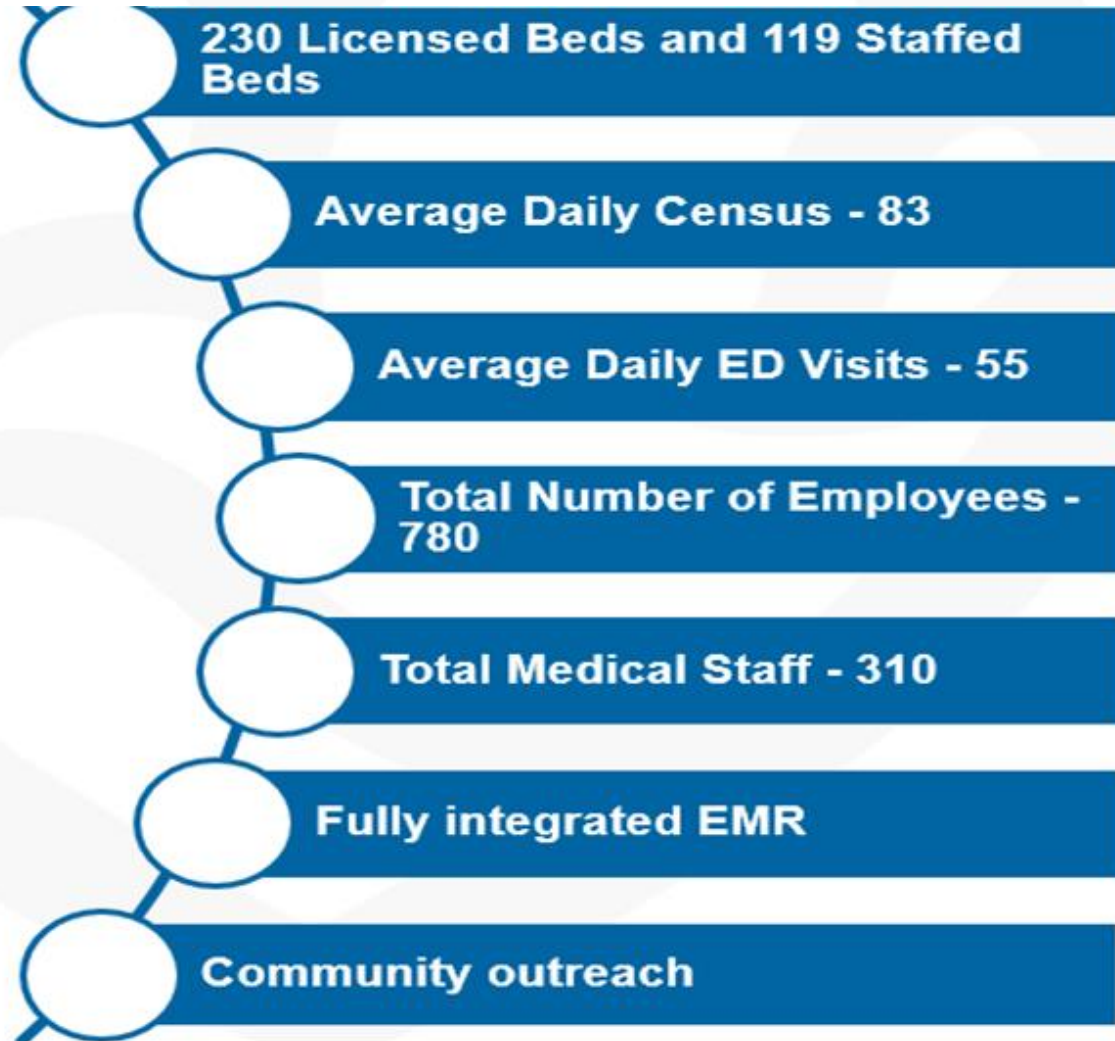 230 Licensed Beds and 119 Staffed
Beds
Average Daily Census - 83
Average Daily ED Visits - 55
Total Number of Employees -
780
Total Medical Staff - 310
Fully integrated EMR
Community outreach